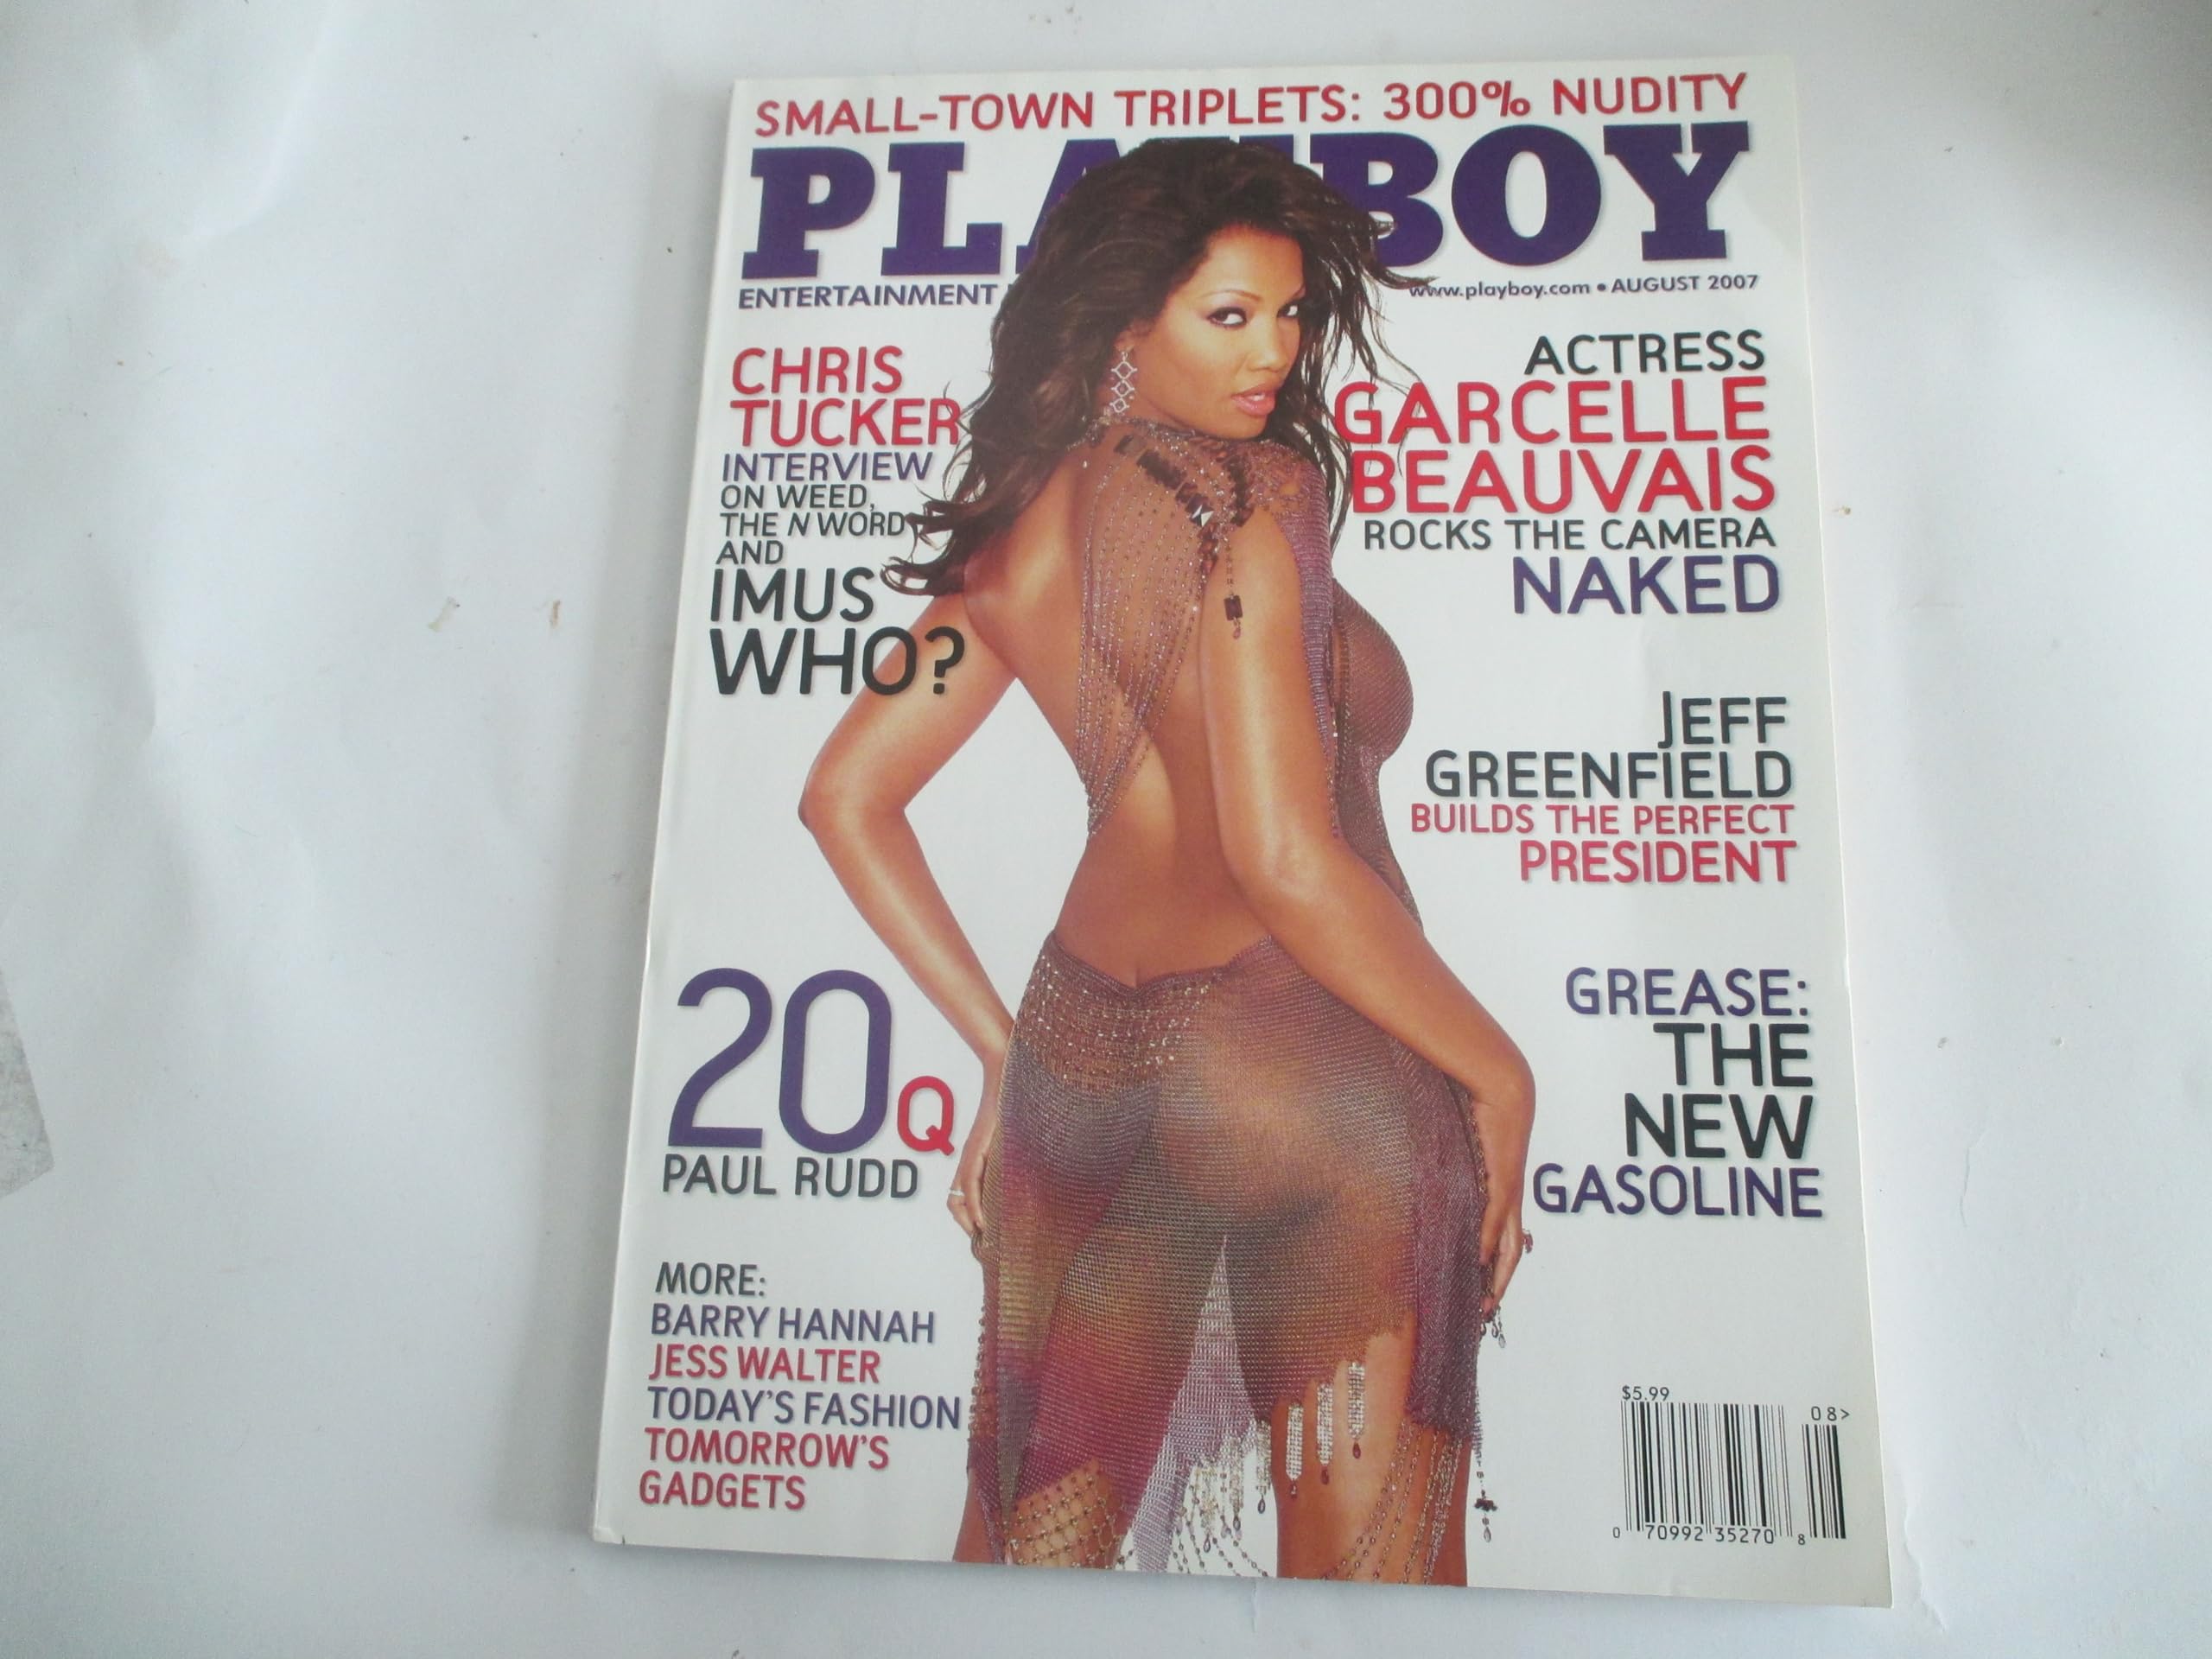 SMALL-TOWN TRIPLETS: 300% NUDITY
PLAYBOY
ENTERTAINMENT
www.playboy.com • AUGUST 2007
CHRIS
TUCKER
INTERVIEW
ON WEED,
THE N WORD
AND
IMUS
WHO?
ACTRESS
GARCELLE
BEAUVAIS
ROCKS THE CAMERA
NAKED
JEFF
GREENFIELD
BUILDS THE PERFECT
PRESIDENT
20Q
PAUL RUDD
GREASE:
THE
NEW
GASOLINE
MORE:
BARRY HANNAH
JESS WALTER
TODAY'S FASHION
TOMORROW'S
GADGETS
$5.99
08>
0 70992 35270 8